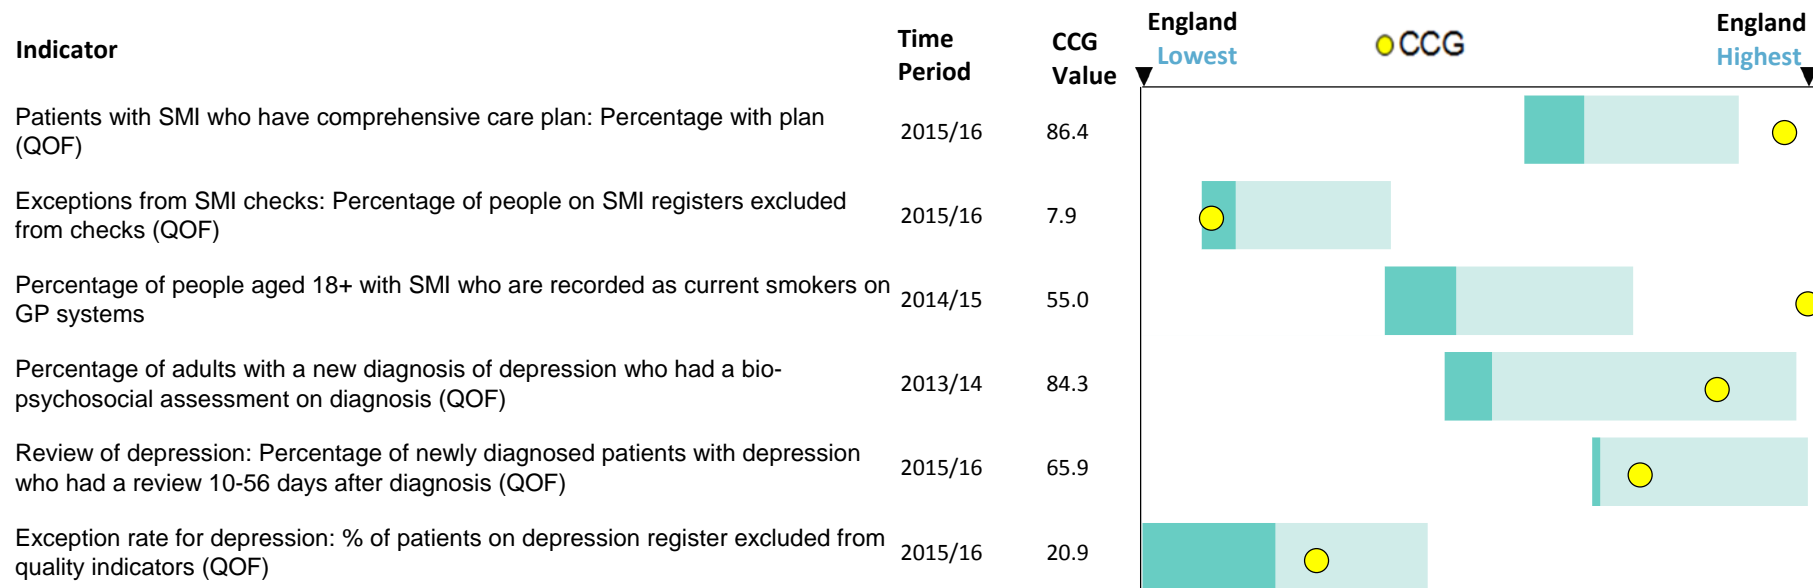 Indicator
Time
Period
CCG
Value
England
Lowest
CCG
England
Highest
Patients with SMI who have comprehensive care plan: Percentage with plan
(QOF)
2015/16
86.4
Exceptions from SMI checks: Percentage of people on SMI registers excluded
from checks (QOF)
2015/16
7.9
Percentage of people aged 18+ with SMI who are recorded as current smokers on
GP systems
2014/15
55.0
Percentage of adults with a new diagnosis of depression who had a bio-
psychosocial assessment on diagnosis (QOF)
2013/14
84.3
Review of depression: Percentage of newly diagnosed patients with depression
who had a review 10-56 days after diagnosis (QOF)
2015/16
65.9
Exception rate for depression: % of patients on depression register excluded from
quality indicators (QOF)
2015/16
20.9